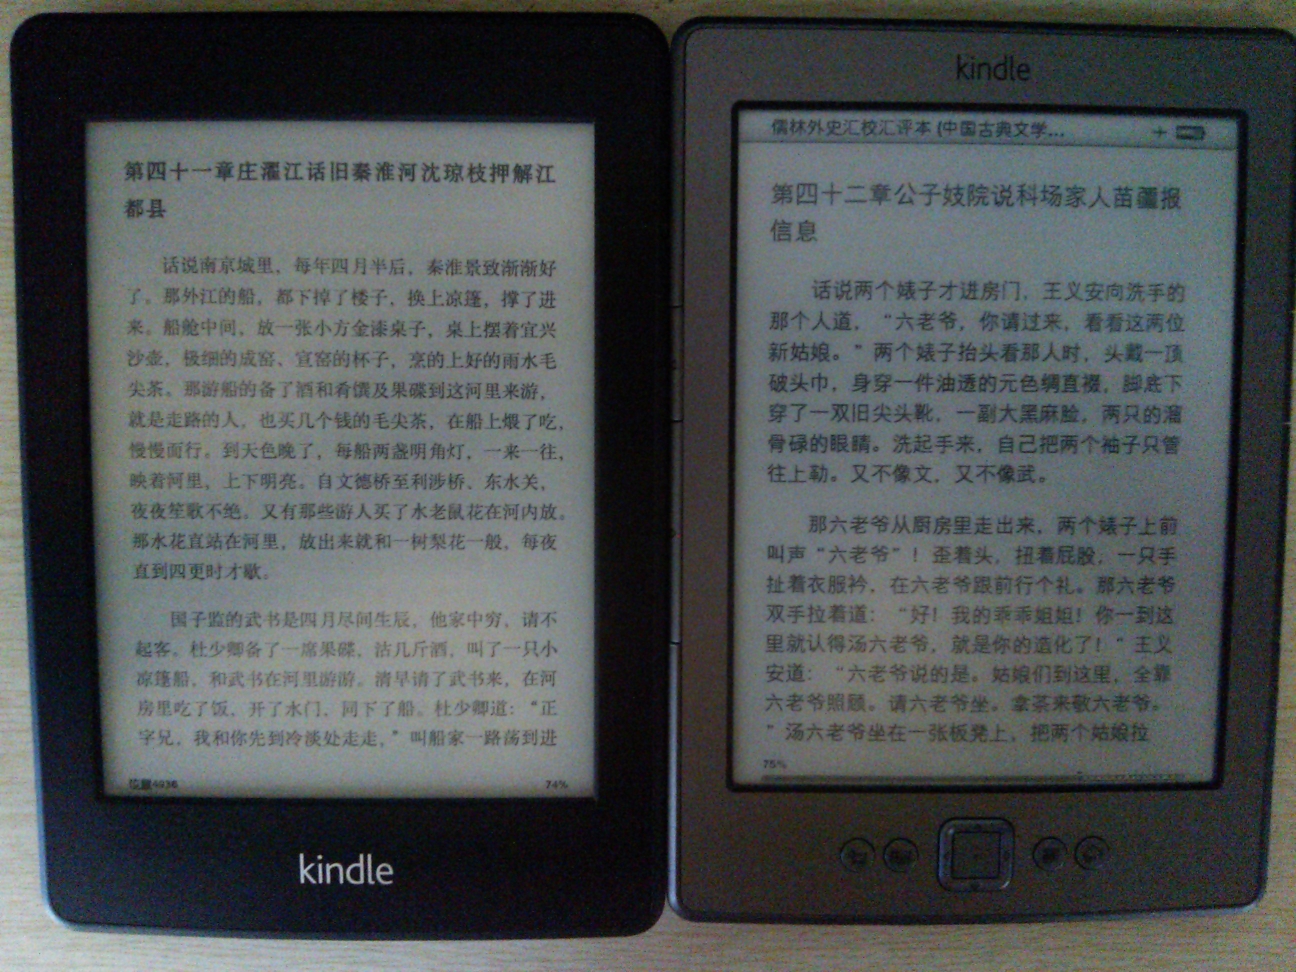 第四十一章庄濯江话旧秦淮河沈琼枝押解江
都县
话说南京城里，每年四月半后，秦淮景致渐渐好
了。那外江的船，都下掉了楼子，换上凉篷，撑了进
来。船舱中间，放一张小方金漆桌子，桌上摆着宜兴
沙壶，极细的成窑、宣窑的杯子，烹的上好的雨水毛
尖茶。那游船的备了酒和肴馔及果碟到这河里来游，
就是走路的人，也买几个钱的毛尖茶，在船上煨了吃，
慢慢而行。到天色晚了，每船两盏明角灯，一来一往，
映着河里，上下明亮。自文德桥至利涉桥、东水关，
夜夜笙歌不绝。又有那些游人买了水老鼠花在河内放。
那水花直站在河里，放出来就和一树梨花一般，每夜
直到四更时才歇。
国子监的武书是四月尽间生辰，他家中穷，请不
起客。杜少卿备了一席果碟，沽几斤酒，叫了一只小
凉篷船，和武书在河里游游。清早请了武书来，在河
房里吃了饭，开了水门，同下了船。杜少卿道：“正
字兄，我和你先到冷淡处走走，”叫船家一路荡到进
位置4936
74%
kindle
kindle
儒林外史汇校汇评本 (中国古典文学...
第四十二章公子妓院说科场家人苗疆报
信息
话说两个婊子才进房门，王义安向洗手的
那个人道，“六老爷，你请过来，看看这两位
新姑娘。”两个婊子抬头看那人时，头戴一顶
破头巾，身穿一件油透的元色绸直裰，脚底下
穿了一双旧尖头靴，一副大黑麻脸，两只的溜
骨碌的眼睛。洗起手来，自己把两个袖子只管
往上勒。又不像文，又不像武。
那六老爷从厨房里走出来，两个婊子上前
叫声“六老爷”！歪着头，扭着屁股，一只手
扯着衣服衿，在六老爷跟前行个礼。那六老爷
双手拉着道：“好！我的乖乖姐姐！你一到这
里就认得汤六老爷，就是你的造化了！”王义
安道：“六老爷说的是。姑娘们到这里，全靠
六老爷照顾。请六老爷坐。拿茶来敬六老爷。
”汤六老爷坐在一张板凳上，把两个姑娘拉
75%